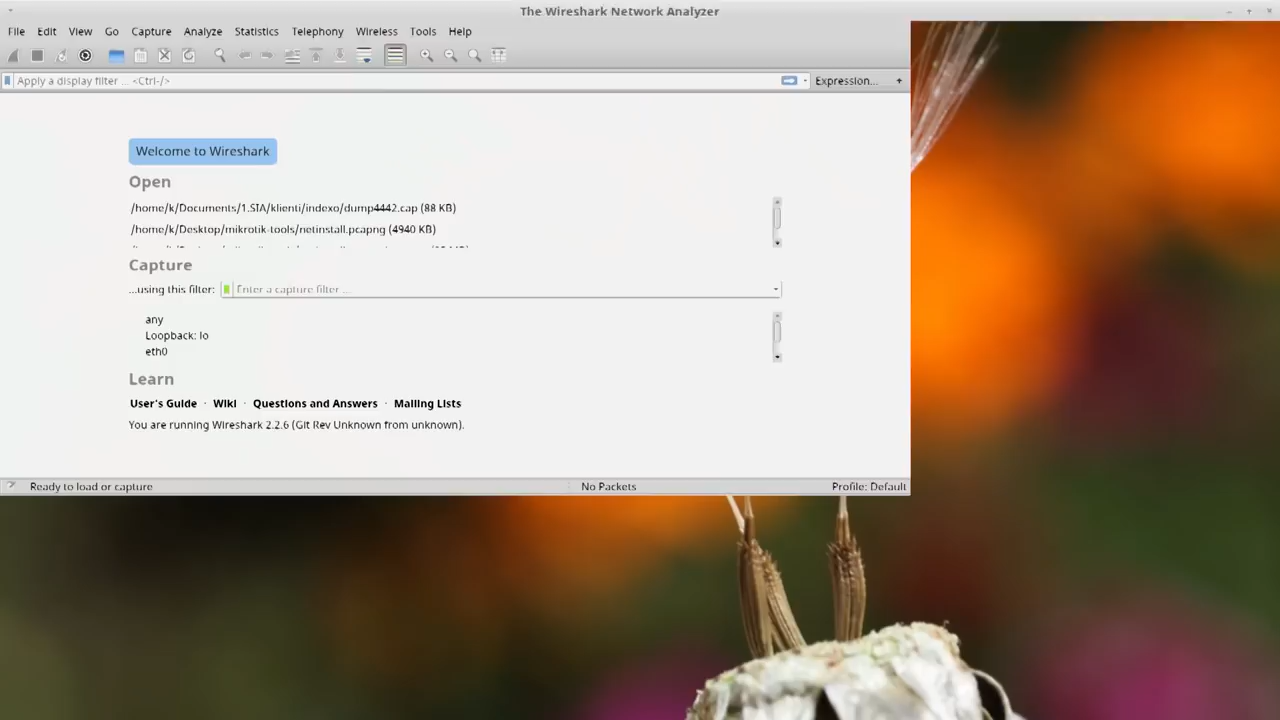 The Wireshark Network Analyzer
File Edit View Go Capture Analyze Statistics Telephony Wireless Tools Help
Apply a display filter ... <Ctrl-/> Expression... +
Welcome to Wireshark
Open
/home/k/Documents/1.SIA/klienti/indexo/dump4442.cap (88 KB)
/home/k/Desktop/mikrotik-tools/netinstall.pcapng (4940 KB)
Capture
...using this filter: Enter a capture filter ...
any
Loopback: lo
eth0
Learn
User's Guide · Wiki · Questions and Answers · Mailing Lists
You are running Wireshark 2.2.6 (Git Rev Unknown from unknown).
Ready to load or capture No Packets Profile: Default